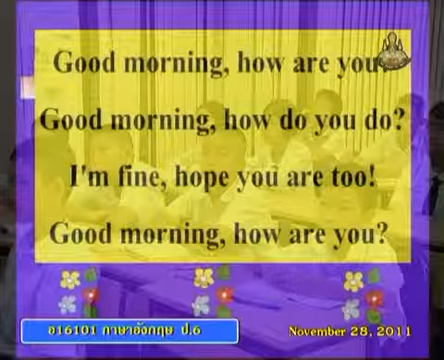 Good morning, how are you?
Good morning, how do you do?
I'm fine, hope you are too!
Good morning, how are you?
อ16101 ภาษาอังกฤษ ป.6
November 28, 2011